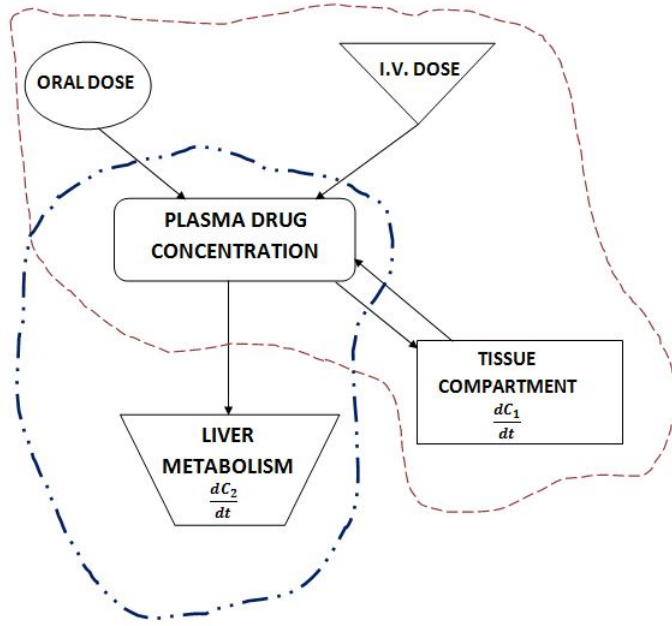 ORAL DOSE
I.V. DOSE
PLASMA DRUG
CONCENTRATION
TISSUE
COMPARTMENT
dC₁
dt
LIVER
METABOLISM
dC₂
dt